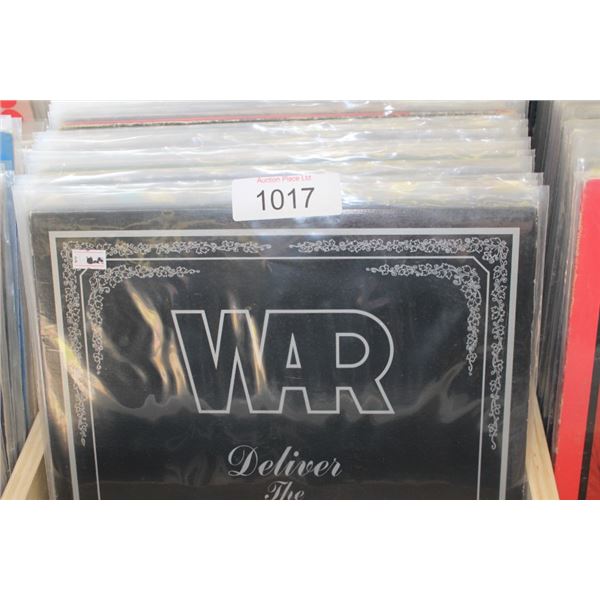 Auction Place Ltd
1017
WAR
Deliver
The